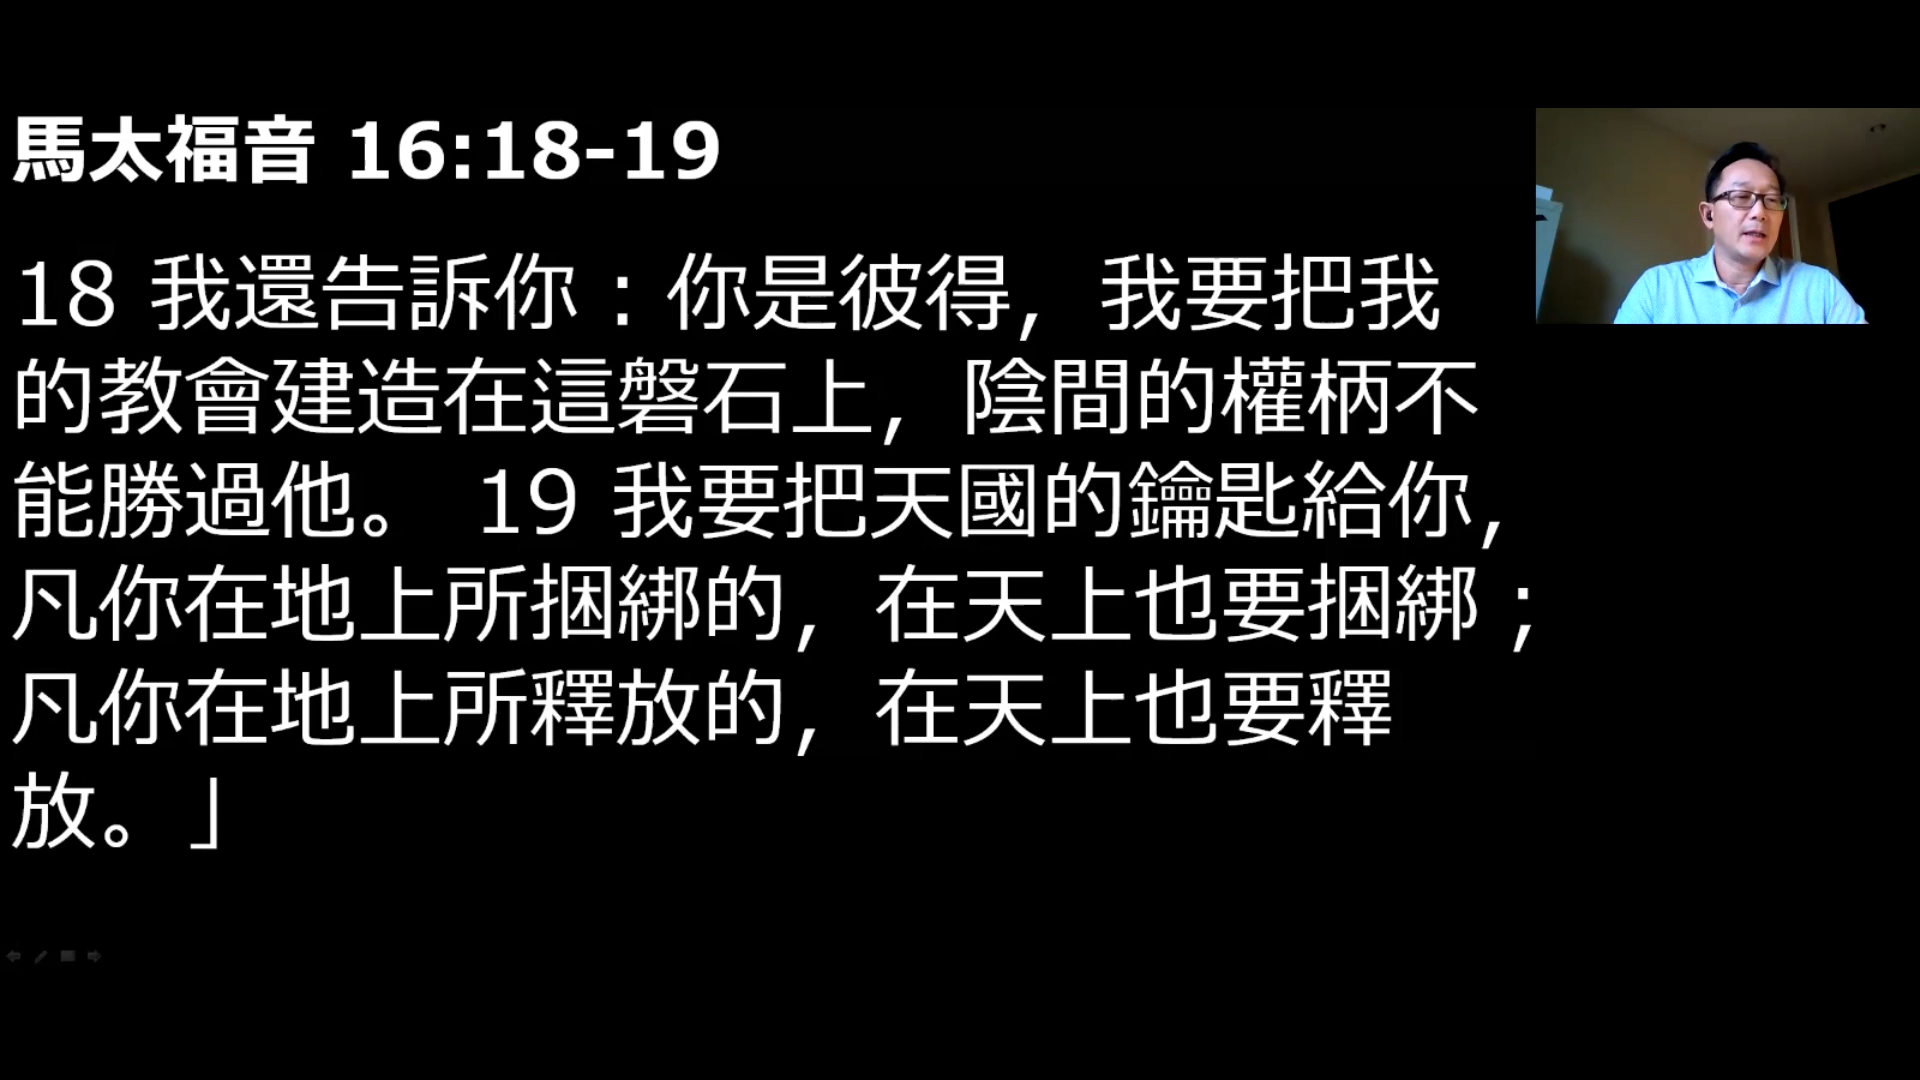 馬太福音 16:18-19
18 我還告訴你：你是彼得，我要把我
的教會建造在這磐石上，陰間的權柄不
能勝過他。 19 我要把天國的鑰匙給你，
凡你在地上所捆綁的，在天上也要捆綁；
凡你在地上所釋放的，在天上也要釋
放。」